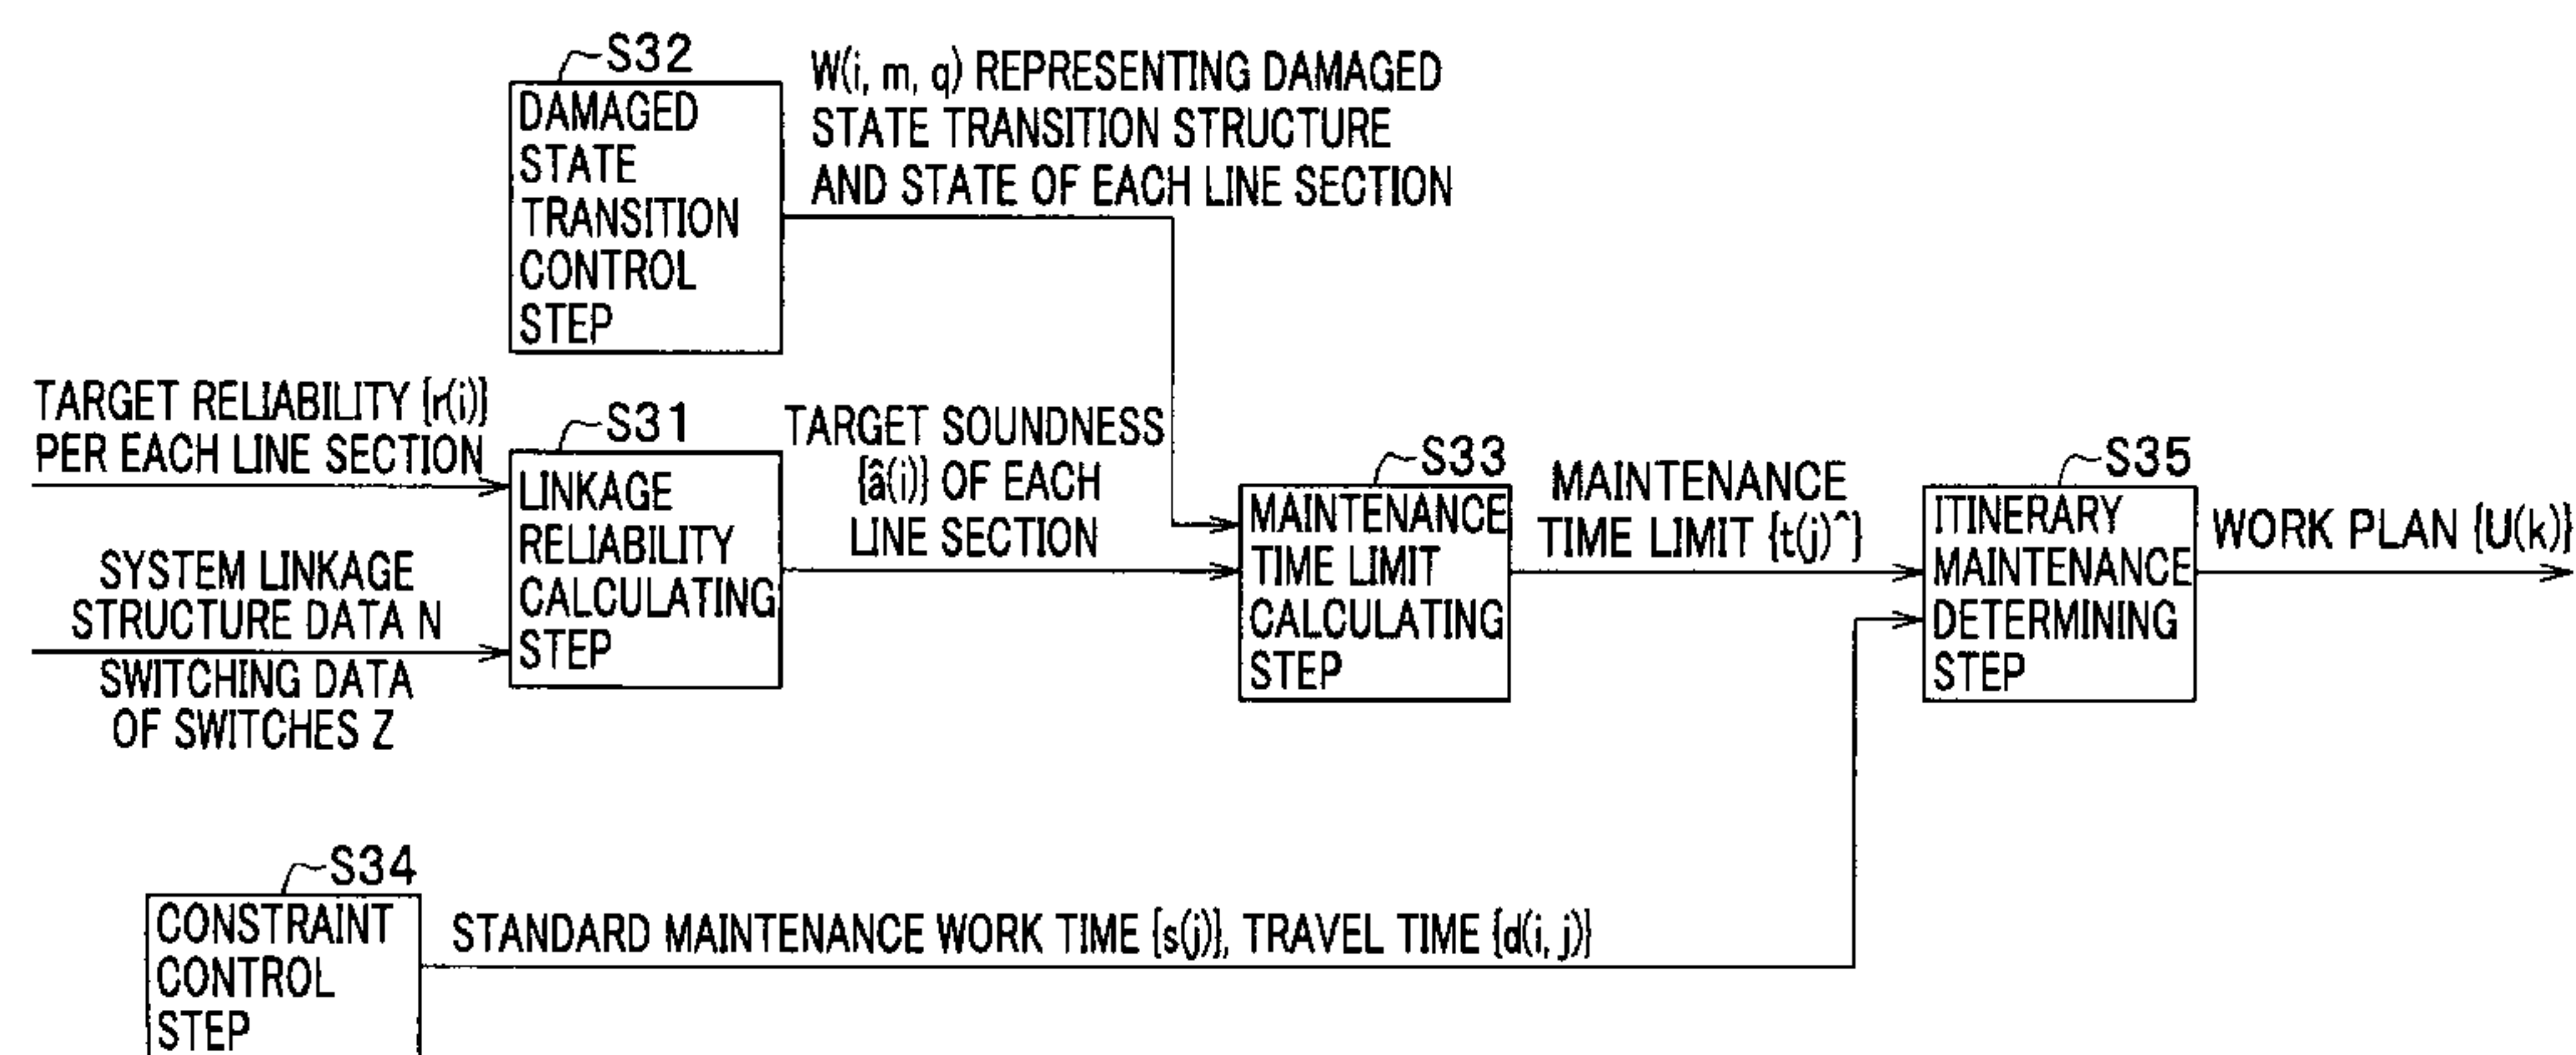 S32
DAMAGED
STATE
TRANSITION
CONTROL
STEP
W(i, m, q) REPRESENTING DAMAGED
STATE TRANSITION STRUCTURE
AND STATE OF EACH LINE SECTION
TARGET RELIABILITY {r(i)}
PER EACH LINE SECTION
SYSTEM LINKAGE
STRUCTURE DATA N
SWITCHING DATA
OF SWITCHES Z
S31
LINKAGE
RELIABILITY
CALCULATING
STEP
TARGET SOUNDNESS
{â(i)} OF EACH
LINE SECTION
S33
MAINTENANCE
TIME LIMIT
CALCULATING
STEP
MAINTENANCE
TIME LIMIT {t(j)^}
S35
ITINERARY
MAINTENANCE
DETERMINING
STEP
WORK PLAN {U(k)}
S34
CONSTRAINT
CONTROL
STEP
STANDARD MAINTENANCE WORK TIME {s(j)}, TRAVEL TIME {d(i, j)}